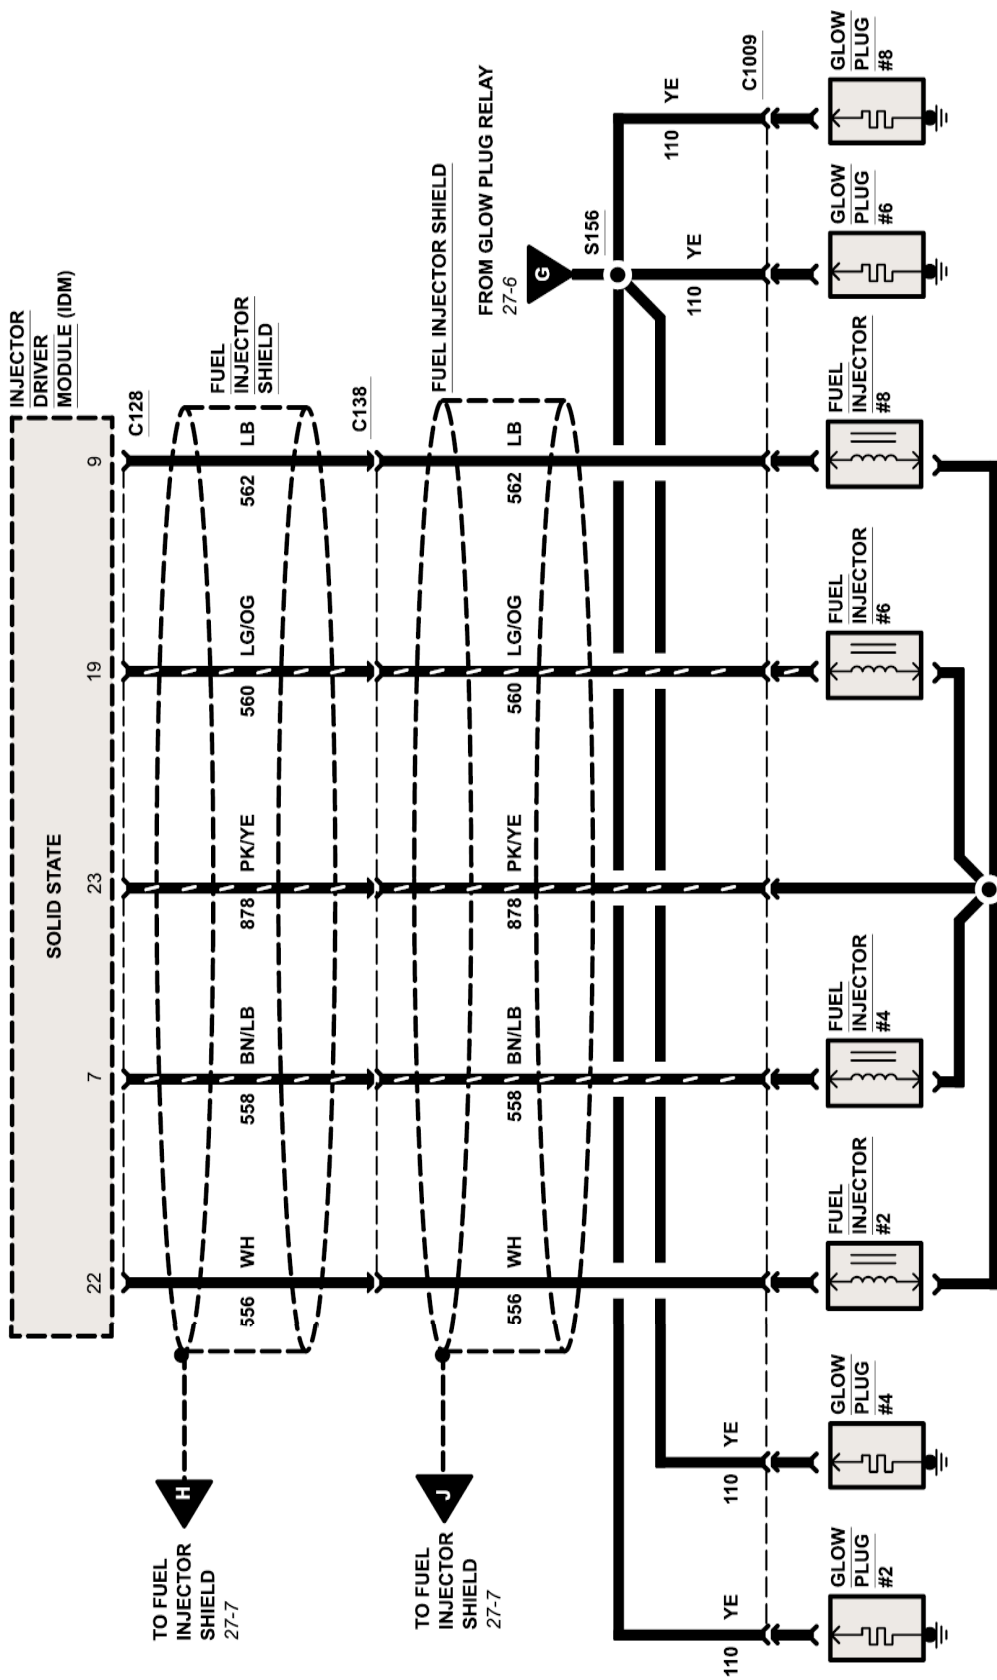 INJECTOR
DRIVER
MODULE (IDM)
SOLID STATE
22
7
23
19
9
C128
FUEL
INJECTOR
SHIELD
WH
BN/LB
PK/YE
LG/OG
LB
556
558
878
560
562
H
TO FUEL
INJECTOR
SHIELD
27-7
C138
FUEL INJECTOR SHIELD
WH
BN/LB
PK/YE
LG/OG
LB
556
558
878
560
562
J
TO FUEL
INJECTOR
SHIELD
27-7
FROM GLOW PLUG RELAY
27-6
G
S156
110 YE
110 YE
110 YE
110 YE
C1009
GLOW
PLUG
#2
GLOW
PLUG
#4
FUEL
INJECTOR
#2
FUEL
INJECTOR
#4
FUEL
INJECTOR
#6
FUEL
INJECTOR
#8
GLOW
PLUG
#6
GLOW
PLUG
#8